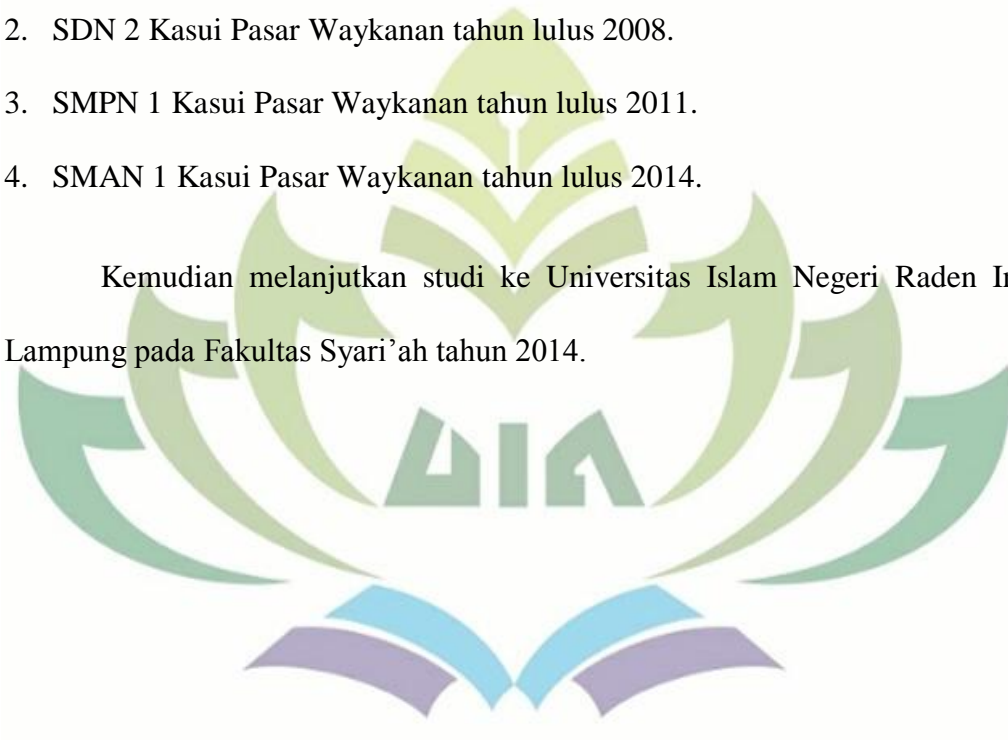 2. SDN 2 Kasui Pasar Waykanan tahun lulus 2008.
3. SMPN 1 Kasui Pasar Waykanan tahun lulus 2011.
4. SMAN 1 Kasui Pasar Waykanan tahun lulus 2014.
Kemudian melanjutkan studi ke Universitas Islam Negeri Raden
Lampung pada Fakultas Syari’ah tahun 2014.
UIN